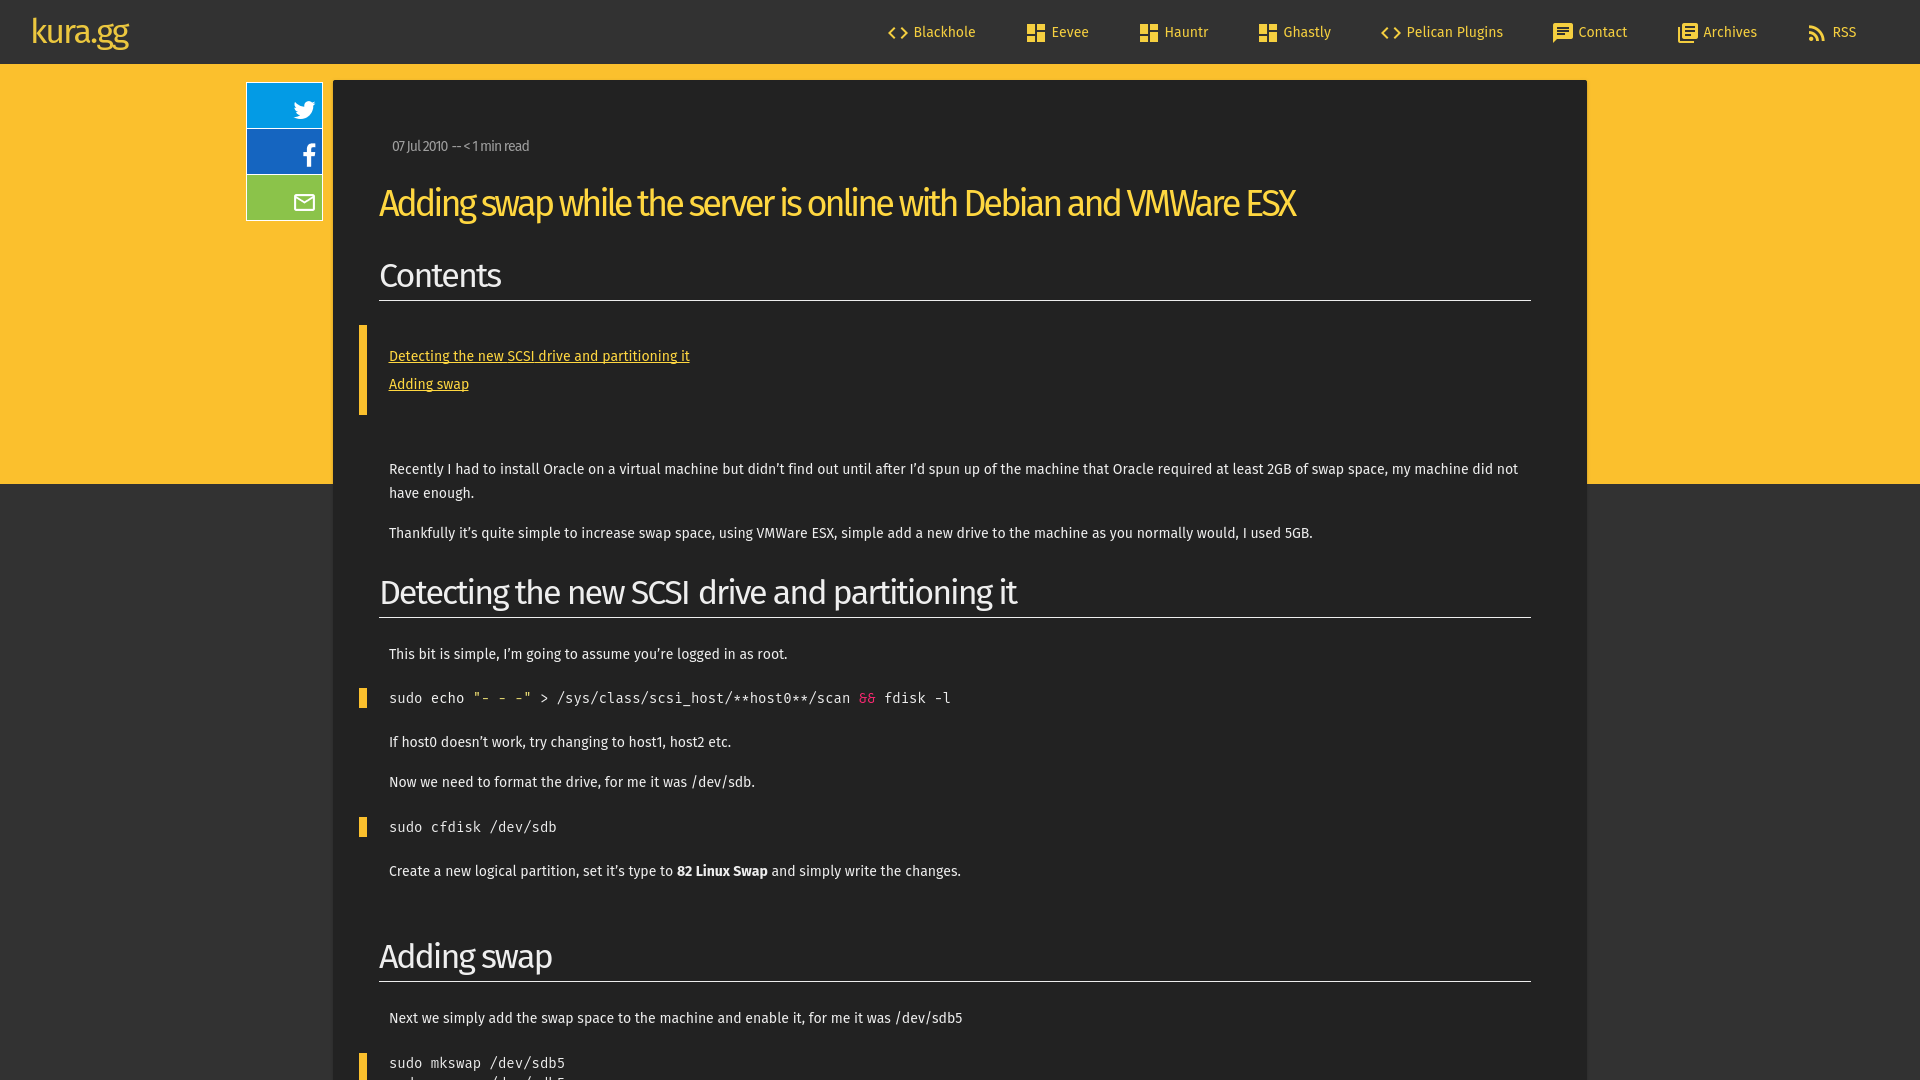 kura.gg
Blackhole
Eevee
Hauntr
Ghastly
Pelican Plugins
Contact
Archives
RSS
07 Jul 2010 -- < 1 min read
Adding swap while the server is online with Debian and VMWare ESX
Contents
Detecting the new SCSI drive and partitioning it
Adding swap
Recently I had to install Oracle on a virtual machine but didn’t find out until after I’d spun up of the machine that Oracle required at least 2GB of swap space, my machine did not
have enough.
Thankfully it’s quite simple to increase swap space, using VMWare ESX, simple add a new drive to the machine as you normally would, I used 5GB.
Detecting the new SCSI drive and partitioning it
This bit is simple, I’m going to assume you’re logged in as root.
sudo echo "- - -" > /sys/class/scsi_host/**host0**/scan && fdisk -l
If host0 doesn’t work, try changing to host1, host2 etc.
Now we need to format the drive, for me it was /dev/sdb.
sudo cfdisk /dev/sdb
Create a new logical partition, set it’s type to 82 Linux Swap and simply write the changes.
Adding swap
Next we simply add the swap space to the machine and enable it, for me it was /dev/sdb5
sudo mkswap /dev/sdb5